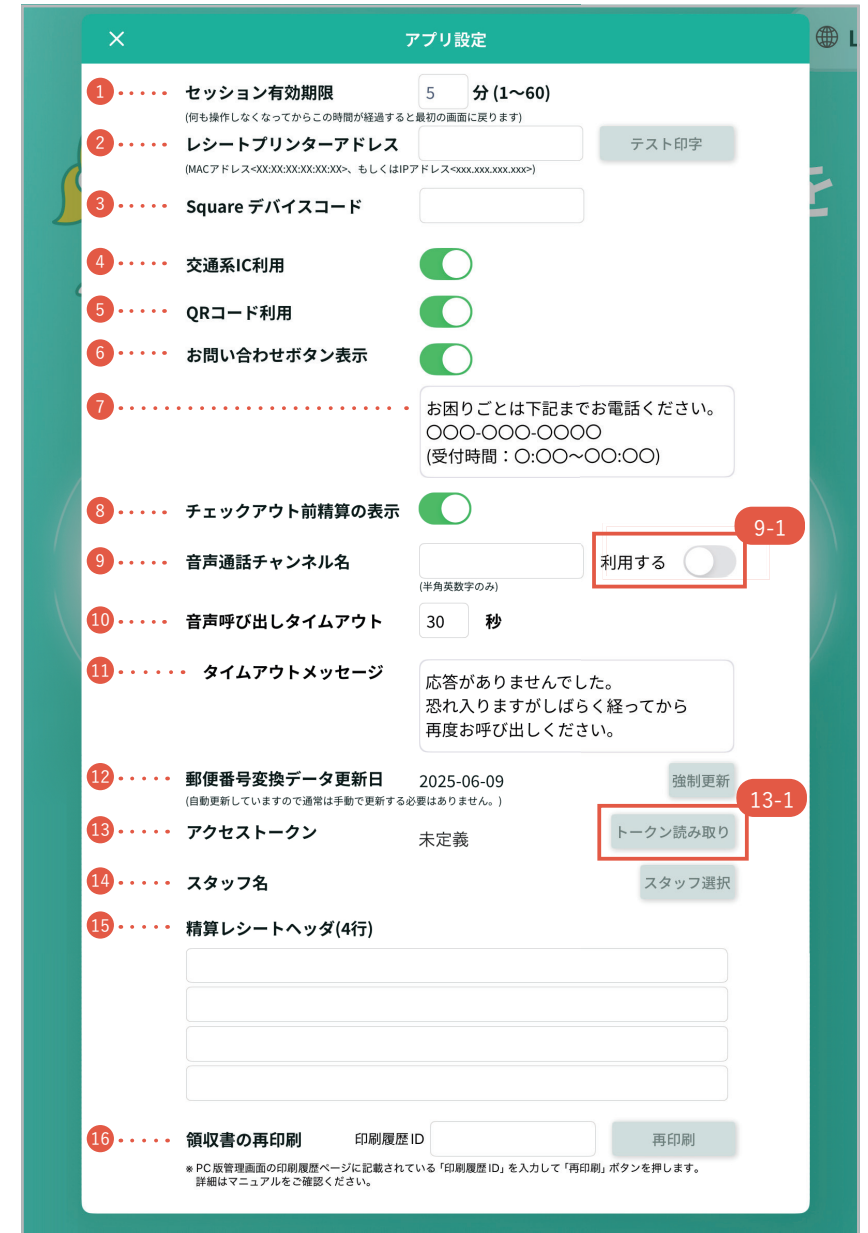 アプリ設定
L
を
1 セッション有効期限 5 分 (1〜60)
(何も操作しなくなってからこの時間が経過すると最初の画面に戻ります)
2 レシートプリンターアドレス テスト印字
(MACアドレス<XX:XX:XX:XX:XX:XX>、もしくはIPアドレス<xxx.xxx.xxx.xxx>)
3 Square デバイスコード
4 交通系IC利用
5 QRコード利用
6 お問い合わせボタン表示
7 お困りごとは下記までお電話ください。
〇〇〇-〇〇〇-〇〇〇〇
(受付時間：〇:〇〇〜〇〇:〇〇)
8 チェックアウト前精算の表示
9-1
9 音声通話チャンネル名 利用する
(半角英数字のみ)
10 音声呼び出しタイムアウト 30 秒
11 タイムアウトメッセージ 応答がありませんでした。
恐れ入りますがしばらく経ってから
再度お呼び出しください。
12 郵便番号変換データ更新日 2025-06-09 強制更新
(自動更新していますので通常は手動で更新する必要はありません。)
13-1
13 アクセストークン 未定義 トークン読み取り
14 スタッフ名 スタッフ選択
15 精算レシートヘッダ(4行)
16 領収書の再印刷 印刷履歴ID 再印刷
※ PC版管理画面の印刷履歴ページに記載されている「印刷履歴ID」を入力して「再印刷」ボタンを押します。
詳細はマニュアルをご確認ください。